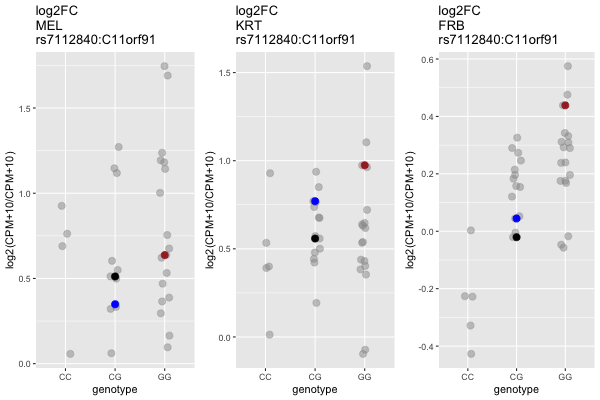 log2FC
MEL
rs7112840:C11orf91
log2(CPM+10/CPM+10)
1.5
1.0
0.5
0.0
CC
CG
GG
genotype
log2FC
KRT
rs7112840:C11orf91
log2(CPM+10/CPM+10)
1.5
1.0
0.5
0.0
CC
CG
GG
genotype
log2FC
FRB
rs7112840:C11orf91
log2(CPM+10/CPM+10)
0.6
0.4
0.2
0.0
-0.2
-0.4
CC
CG
GG
genotype